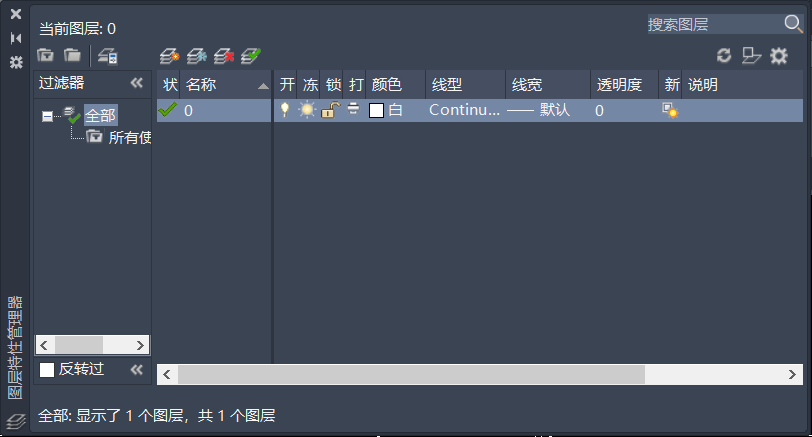 当前图层: 0
搜索图层
过滤器
状 名称 开 冻 锁 打 颜色 线型 线宽 透明度 新 说明
全部
0 白 Continu... 默认 0
所有使
反转过
图层特性管理器
全部: 显示了 1 个图层，共 1 个图层